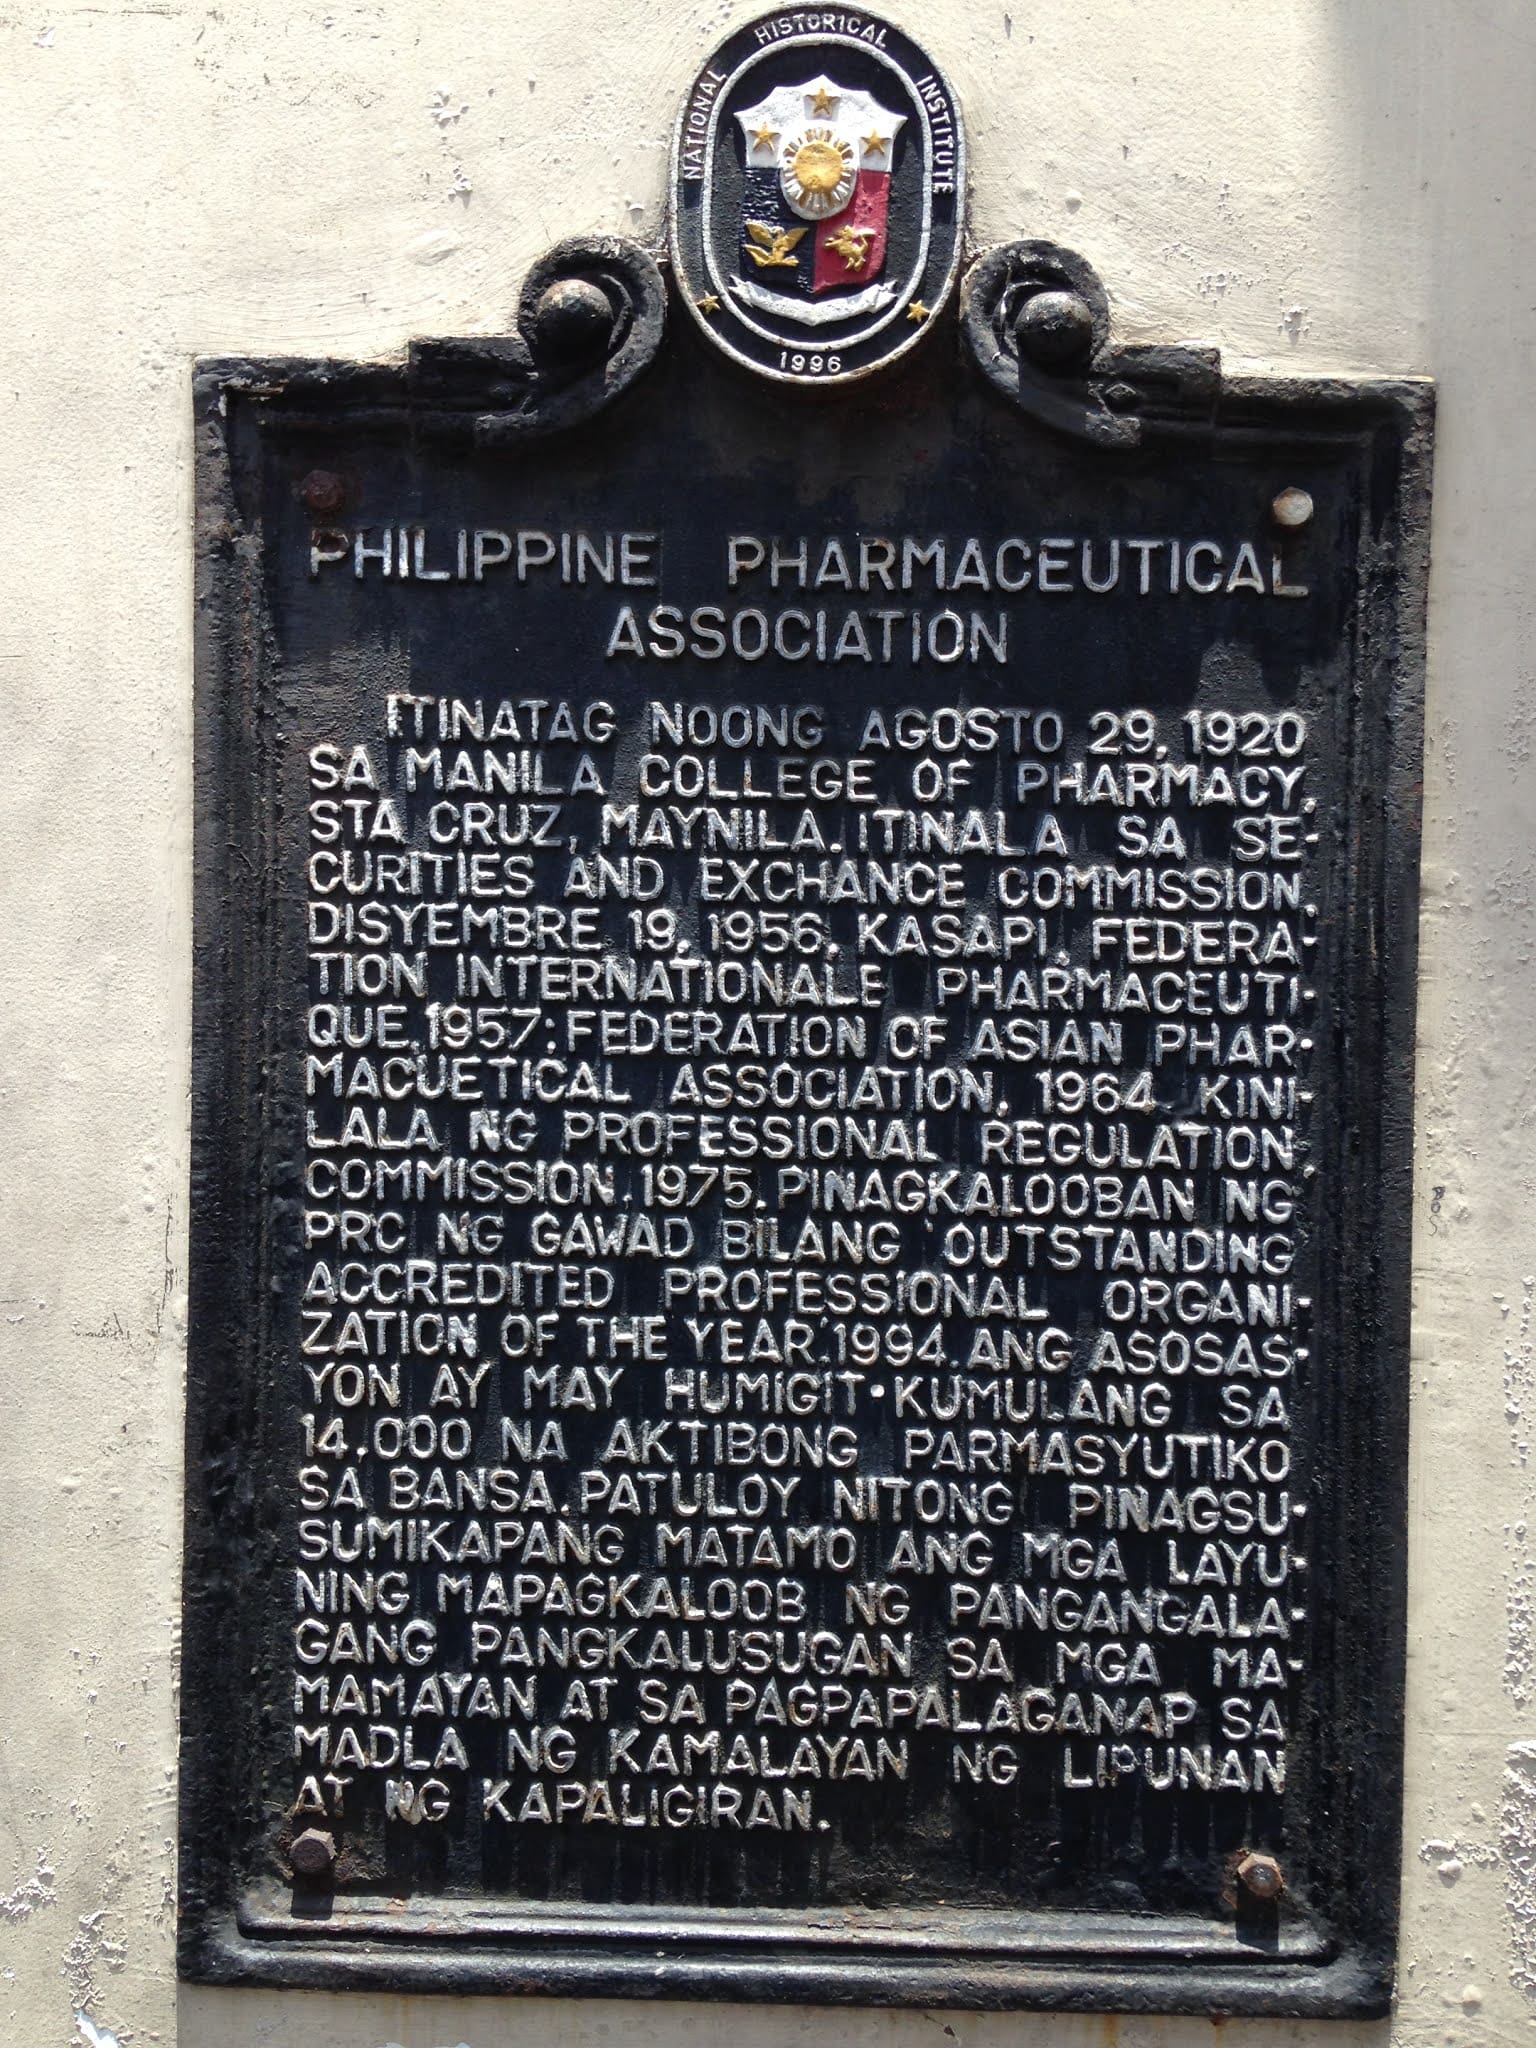 NATIONAL HISTORICAL INSTITUTE
1996
PHILIPPINE PHARMACEUTICAL
ASSOCIATION
ITINATAG NOONG AGOSTO 29, 1920
SA MANILA COLLEGE OF PHARMACY,
STA CRUZ, MAYNILA. ITINALA SA SE-
CURITIES AND EXCHANCE COMMISSION,
DISYEMBRE 19, 1956. KASAPI, FEDERA-
TION INTERNATIONALE PHARMACEUTI-
QUE, 1957; FEDERATION OF ASIAN PHAR-
MACUETICAL ASSOCIATION, 1964. KINI-
LALA NG PROFESSIONAL REGULATION
COMMISSION, 1975. PINAGKALOOBAN NG
PRC NG GAWAD BILANG 'OUTSTANDING
ACCREDITED PROFESSIONAL ORGANI-
ZATION OF THE YEAR,' 1994. ANG ASOSAS-
YON AY MAY HUMIGIT-KUMULANG SA
14,000 NA AKTIBONG PARMASYUTIKO
SA BANSA. PATULOY NITONG PINAGSU-
SUMIKAPANG MATAMO ANG MGA LAYU-
NING MAPAGKALOOB NG PANGANGALA-
GANG PANGKALUSUGAN SA MGA MA-
MAMAYAN AT SA PAGPAPALAGANAP SA
MADLA NG KAMALAYAN NG LIPUNAN
AT NG KAPALIGIRAN.